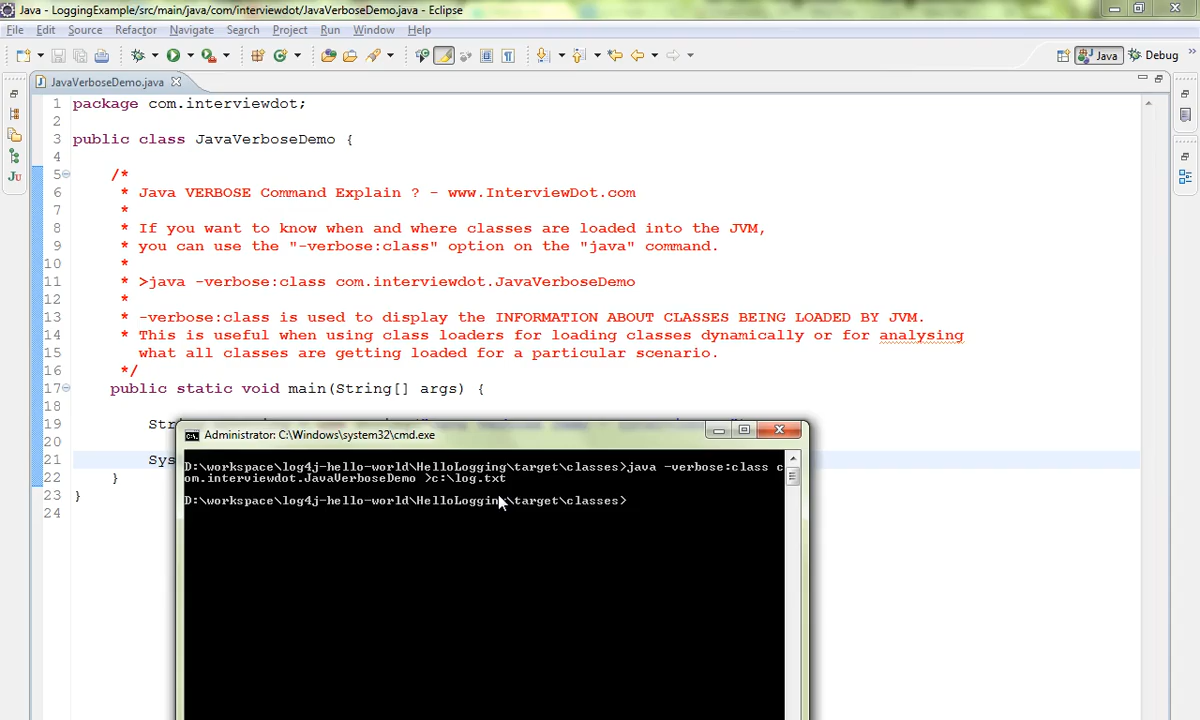 Java - LoggingExample/src/main/java/com/interviewdot/JavaVerboseDemo.java - Eclipse
File Edit Source Refactor Navigate Search Project Run Window Help
Java Debug
JavaVerboseDemo.java
1 package com.interviewdot;
2
3 public class JavaVerboseDemo {
4
5 /*
6 * Java VERBOSE Command Explain ? - www.InterviewDot.com
7 *
8 * If you want to know when and where classes are loaded into the JVM,
9 * you can use the "-verbose:class" option on the "java" command.
10 *
11 * >java -verbose:class com.interviewdot.JavaVerboseDemo
12 *
13 * -verbose:class is used to display the INFORMATION ABOUT CLASSES BEING LOADED BY JVM.
14 * This is useful when using class loaders for loading classes dynamically or for analysing
15 what all classes are getting loaded for a particular scenario.
16 */
17 public static void main(String[] args) {
18
19 Str
20
21 Sys
22 }
23 }
24
Administrator: C:\Windows\system32\cmd.exe
D:\workspace\log4j-hello-world\HelloLogging\target\classes>java -verbose:class c
om.interviewdot.JavaVerboseDemo >c:\log.txt
D:\workspace\log4j-hello-world\HelloLogging\target\classes>